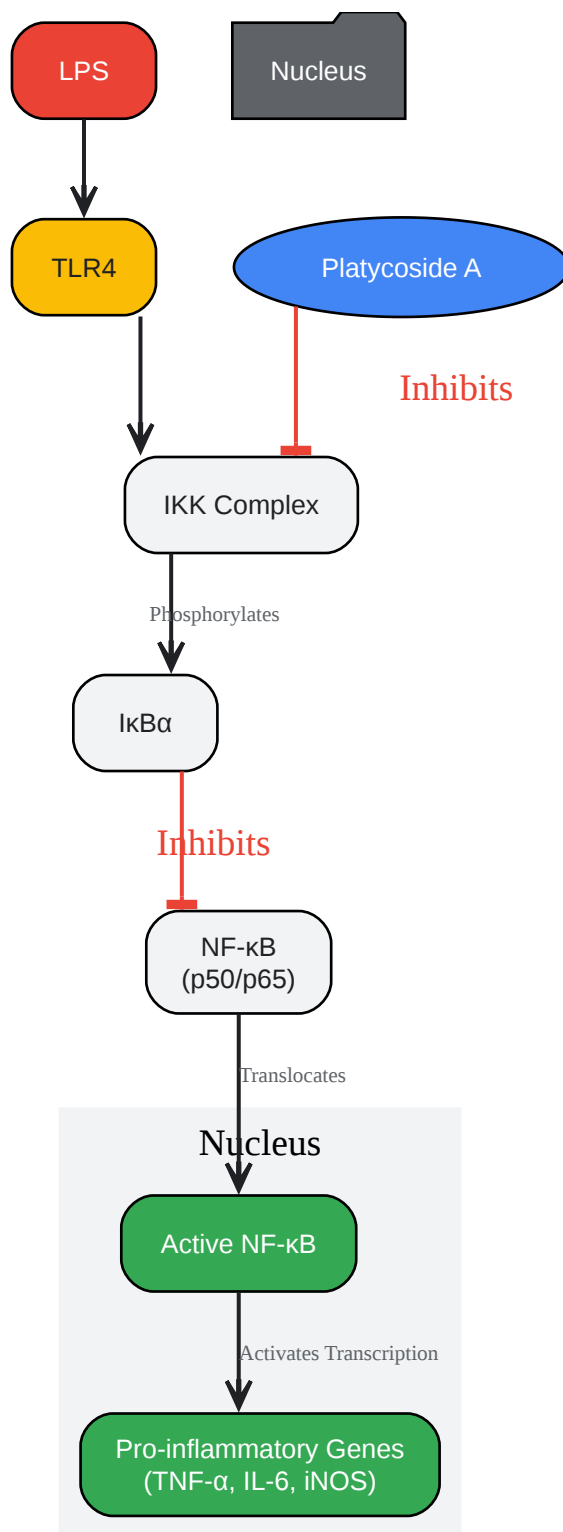 LPS
Nucleus
TLR4
Platycoside A
Inhibits
IKK Complex
Phosphorylates
IκBα
Inhibits
NF-κB
(p50/p65)
Translocates
Nucleus
Active NF-κB
Activates Transcription
Pro-inflammatory Genes
(TNF-α, IL-6, iNOS)